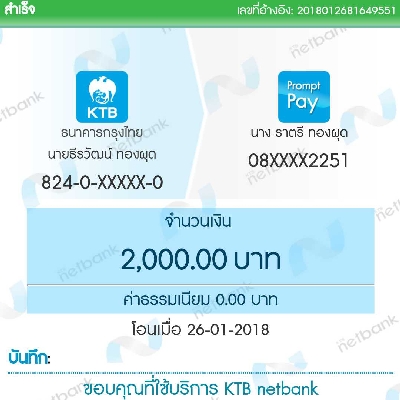 สำเร็จ
เลขที่อ้างอิง: 2018012681649551
KTB
ธนาคารกรุงไทย
นายธีรวัฒน์ ทองผุด
824-0-XXXXX-0
Prompt
Pay
นาง ราตรี ทองผุด
08XXXX2251
จำนวนเงิน
2,000.00 บาท
ค่าธรรมเนียม 0.00 บาท
โอนเมื่อ 26-01-2018
บันทึก:
ขอบคุณที่ใช้บริการ KTB netbank
netbank